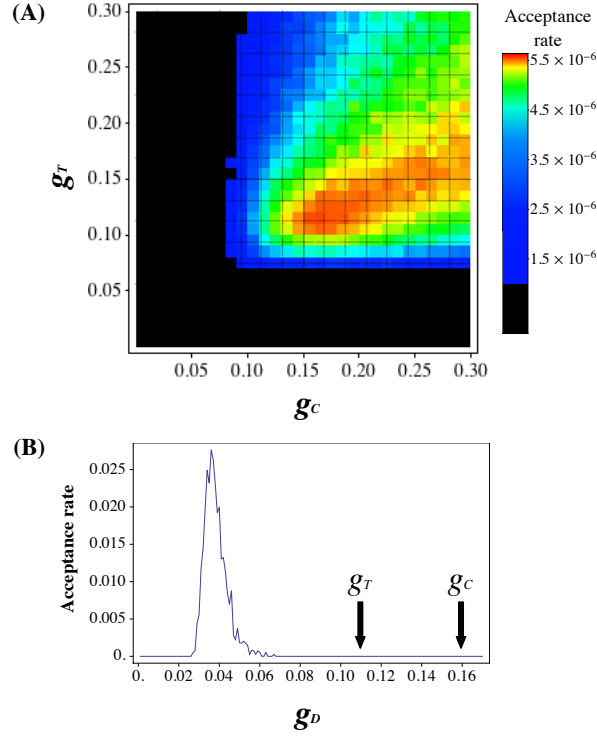 (A)
Acceptance
rate
0.30
0.25
0.20
0.15
0.10
0.05
g_T
0.05 0.10 0.15 0.20 0.25 0.30
g_C
5.5 × 10⁻⁶
4.5 × 10⁻⁶
3.5 × 10⁻⁶
2.5 × 10⁻⁶
1.5 × 10⁻⁶
(B)
Acceptance rate
0.025
0.020
0.015
0.010
0.005
0.
g_T g_C
0. 0.02 0.04 0.06 0.08 0.10 0.12 0.14 0.16
g_D